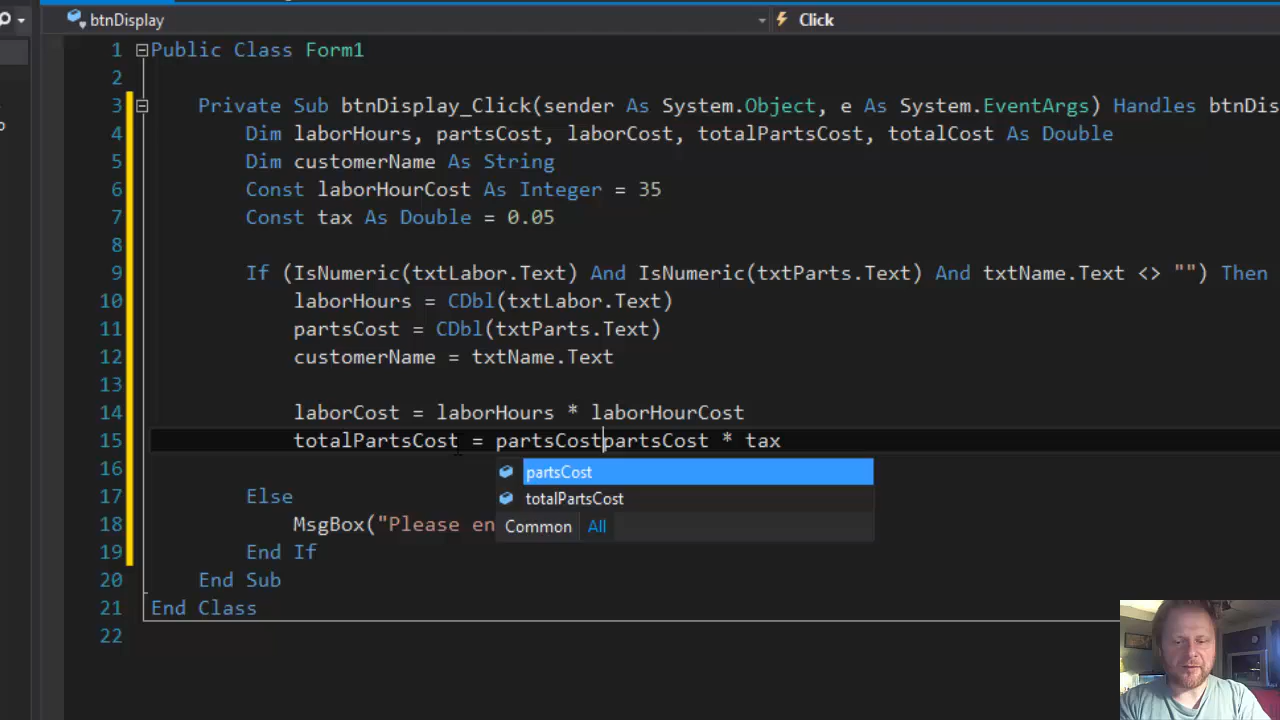 btnDisplay Click
1 Public Class Form1
2
3 Private Sub btnDisplay_Click(sender As System.Object, e As System.EventArgs) Handles btnDis
4 Dim laborHours, partsCost, laborCost, totalPartsCost, totalCost As Double
5 Dim customerName As String
6 Const laborHourCost As Integer = 35
7 Const tax As Double = 0.05
8
9 If (IsNumeric(txtLabor.Text) And IsNumeric(txtParts.Text) And txtName.Text <> "") Then
10 laborHours = CDbl(txtLabor.Text)
11 partsCost = CDbl(txtParts.Text)
12 customerName = txtName.Text
13
14 laborCost = laborHours * laborHourCost
15 totalPartsCost = partsCostpartsCost * tax
16 partsCost
17 Else totalPartsCost
18 MsgBox("Please en Common All
19 End If
20 End Sub
21 End Class
22